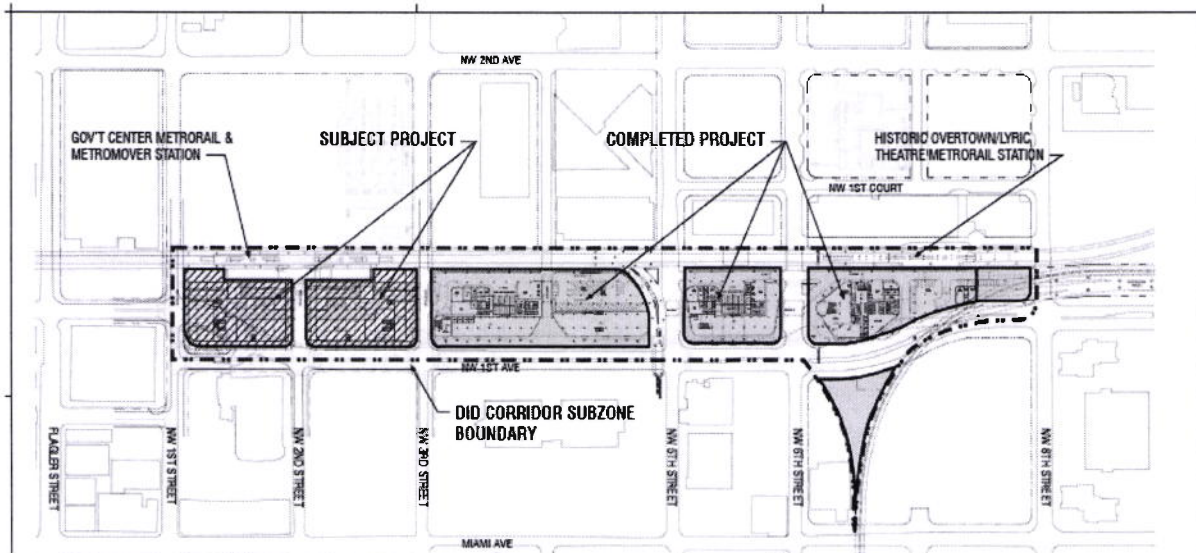 NW 2ND AVE
GOV'T CENTER METRORAIL &
METROMOVER STATION
SUBJECT PROJECT
COMPLETED PROJECT
HISTORIC OVERTOWN/LYRIC
THEATRE METRORAIL STATION
NW 1ST COURT
NW 1ST AVE
DID CORRIDOR SUBZONE
BOUNDARY
FLAGLER STREET
NW 1ST STREET
NW 2ND STREET
NW 3RD STREET
NW 5TH STREET
NW 6TH STREET
NW 8TH STREET
MIAMI AVE